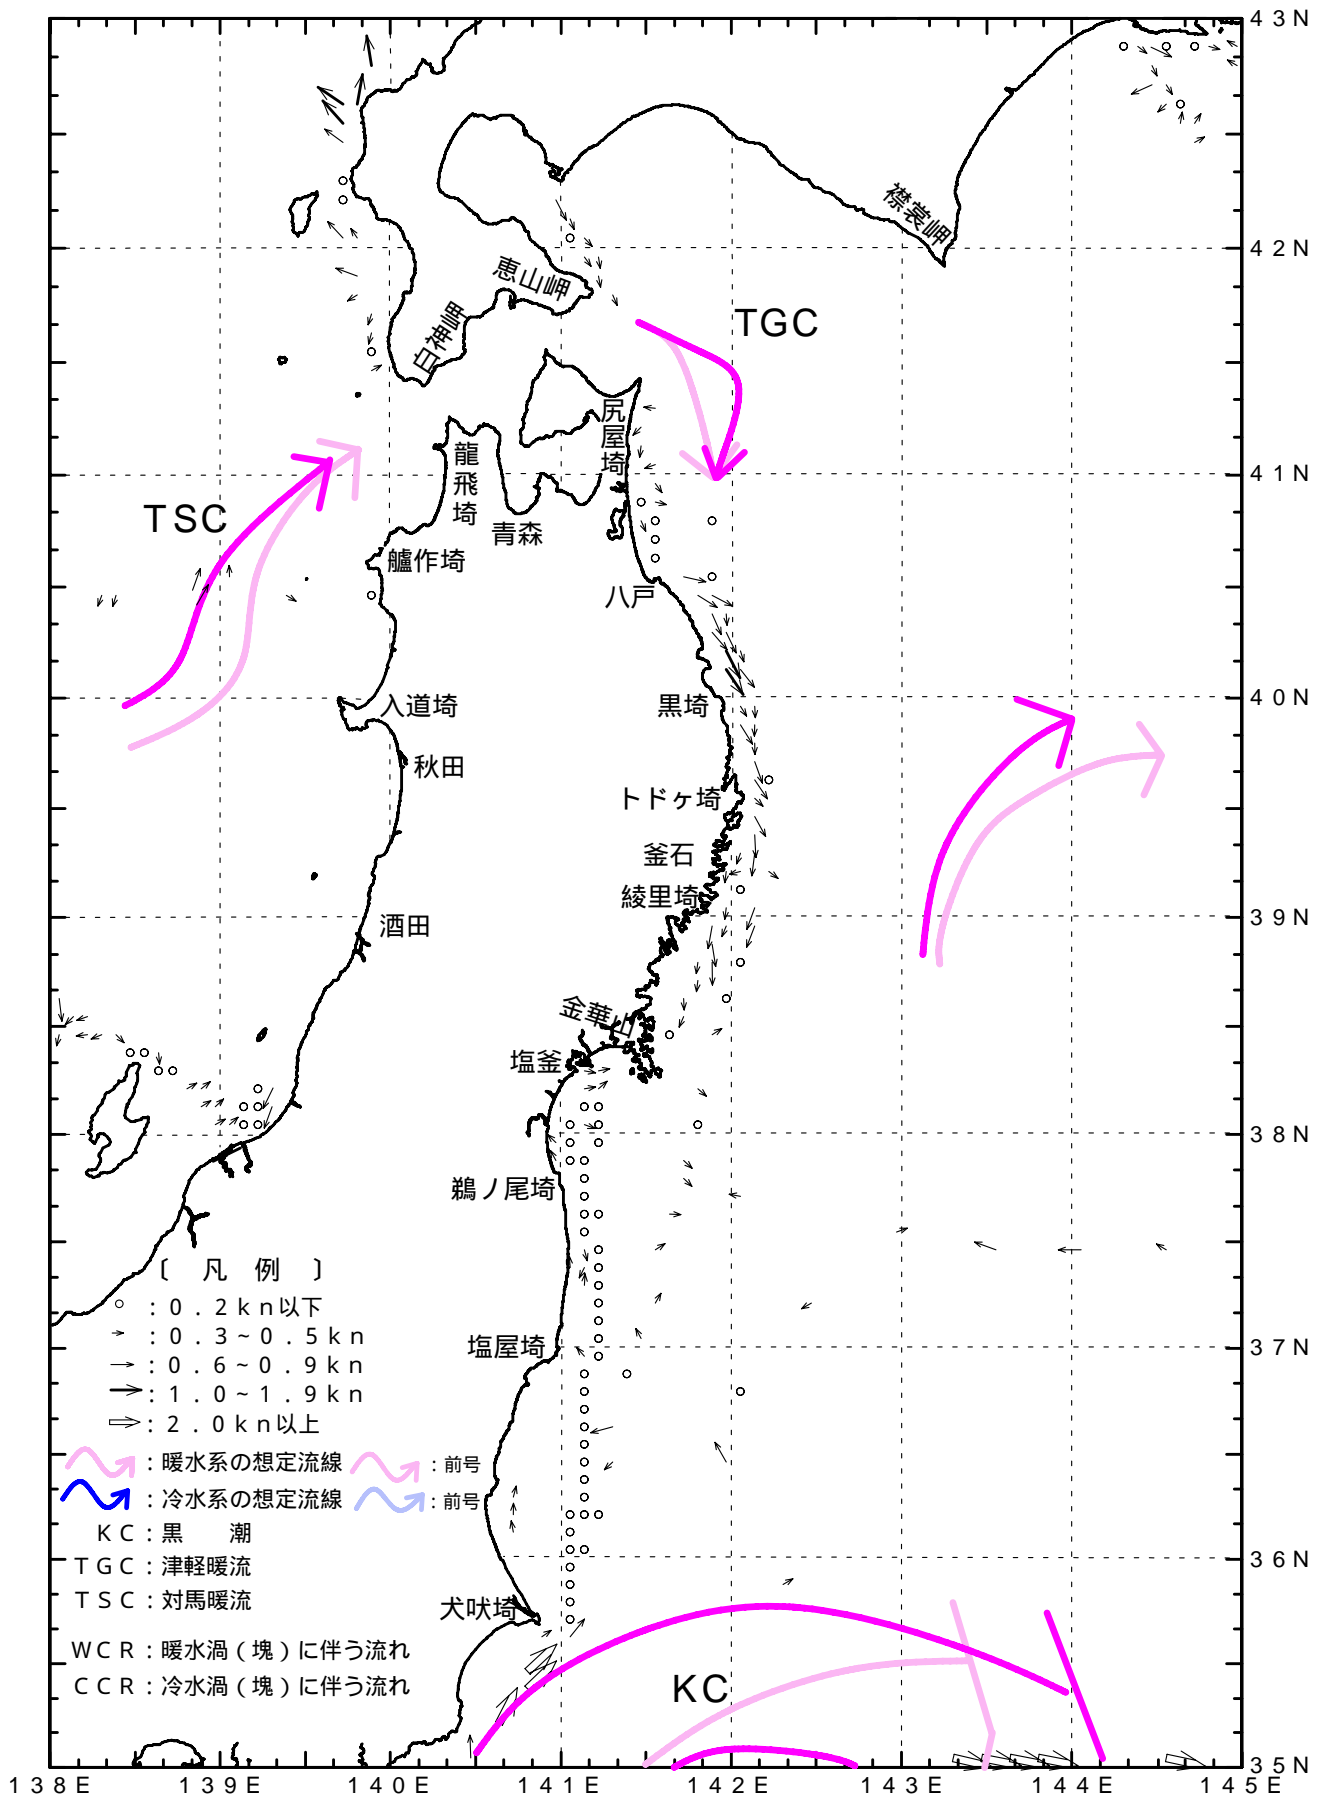 43N
襟裳岬
42N
恵山岬
白神岬
TGC
尻屋埼
龍飛埼
41N
TSC
青森
艫作埼
八戸
40N
入道埼
黒埼
秋田
トドヶ埼
釜石
綾里埼
39N
酒田
金華山
塩釜
38N
鵜ノ尾埼
〔 凡 例 〕
:0.2kn以下
:0.3~0.5kn
:0.6~0.9kn
:1.0~1.9kn
:2.0kn以上
塩屋埼
37N
:暖水系の想定流線 :前号
:冷水系の想定流線 :前号
KC:黒 潮
TGC:津軽暖流
TSC:対馬暖流
WCR:暖水渦(塊)に伴う流れ
CCR:冷水渦(塊)に伴う流れ
36N
犬吠埼
KC
35N
138E 139E 140E 141E 142E 143E 144E 145E